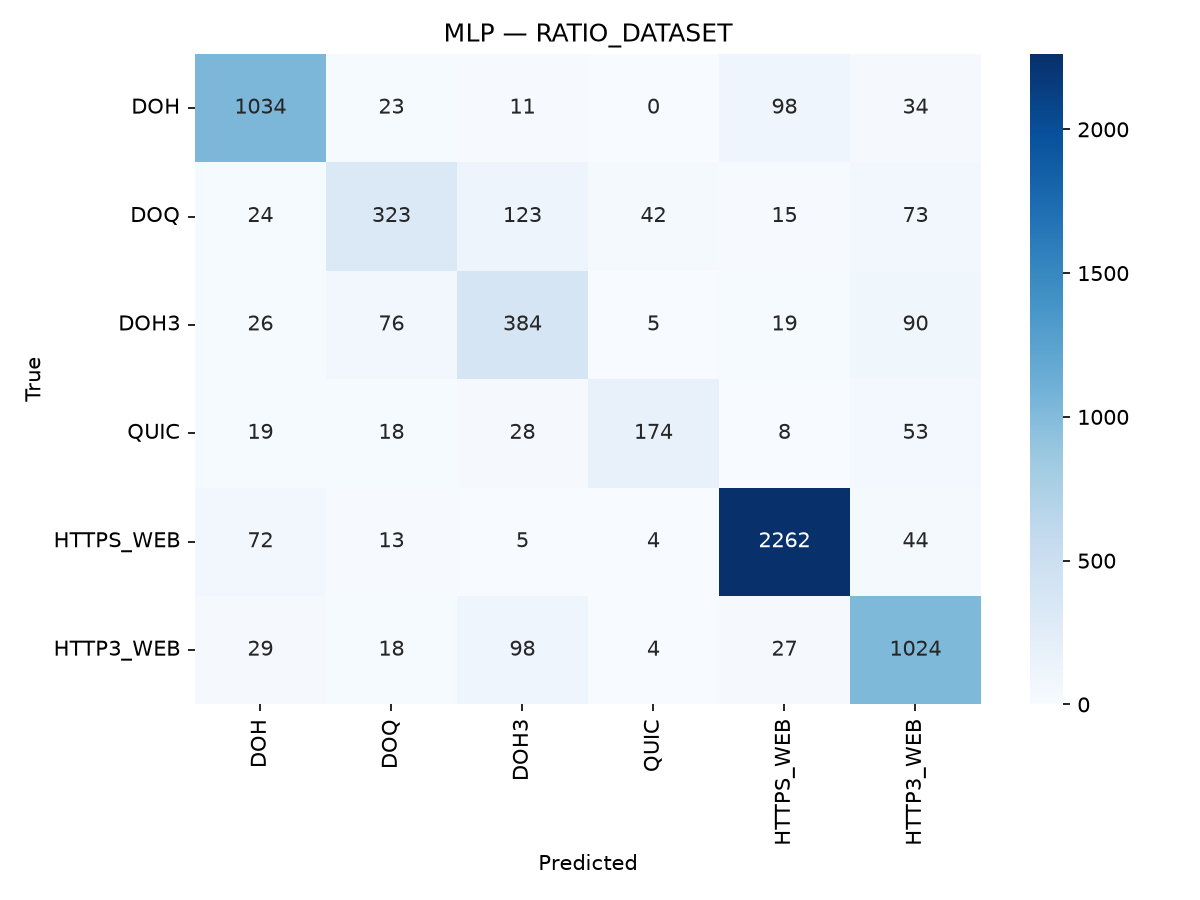 MLP — RATIO_DATASET
True
DOH 1034 23 11 0 98 34
DOQ 24 323 123 42 15 73
DOH3 26 76 384 5 19 90
QUIC 19 18 28 174 8 53
HTTPS_WEB 72 13 5 4 2262 44
HTTP3_WEB 29 18 98 4 27 1024
DOH DOQ DOH3 QUIC HTTPS_WEB HTTP3_WEB
Predicted
2000
1500
1000
500
0